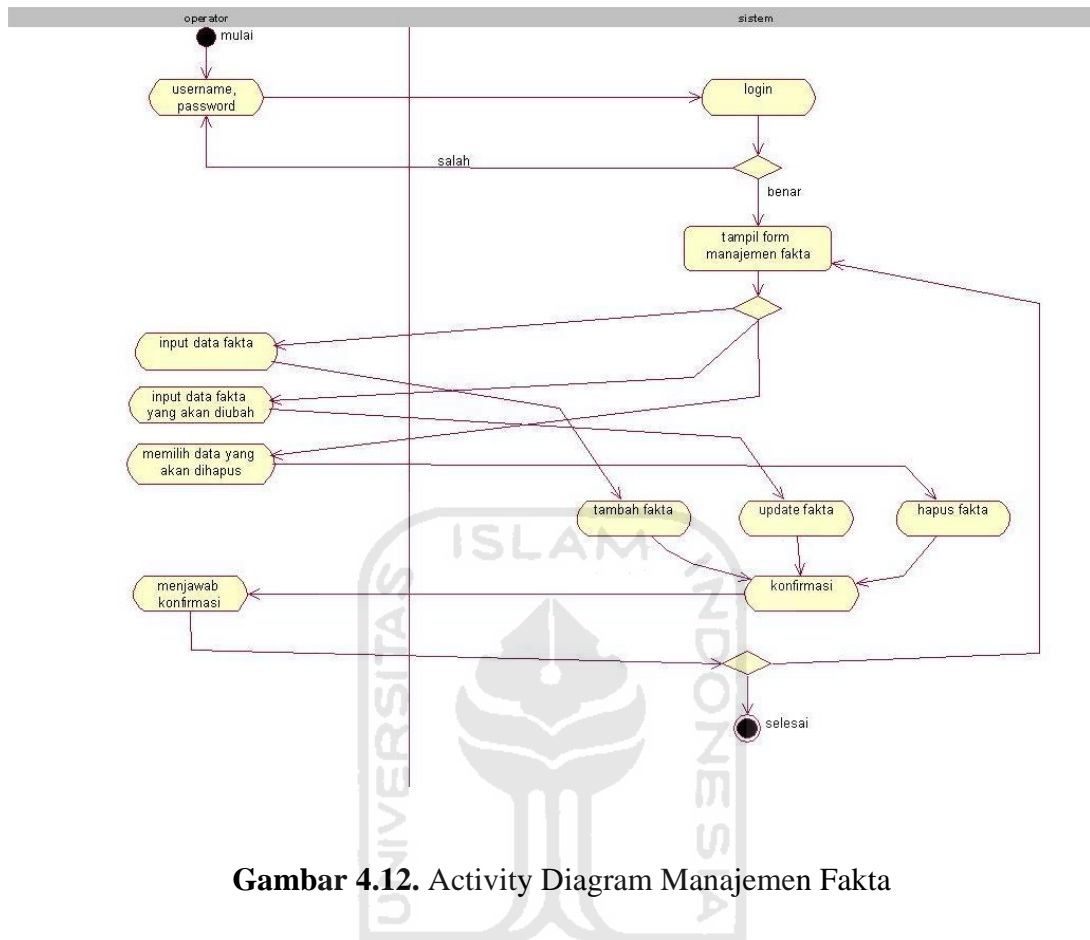 operator
sistem
mulai
username,
password
login
salah
benar
tampil form
manajemen fakta
input data fakta
input data fakta
yang akan diubah
memilih data yang
akan dihapus
tambah fakta
update fakta
hapus fakta
menjawab
konfirmasi
konfirmasi
selesai
UNIVERSITAS
ISLAM
INDONESIA
Gambar 4.12. Activity Diagram Manajemen Fakta